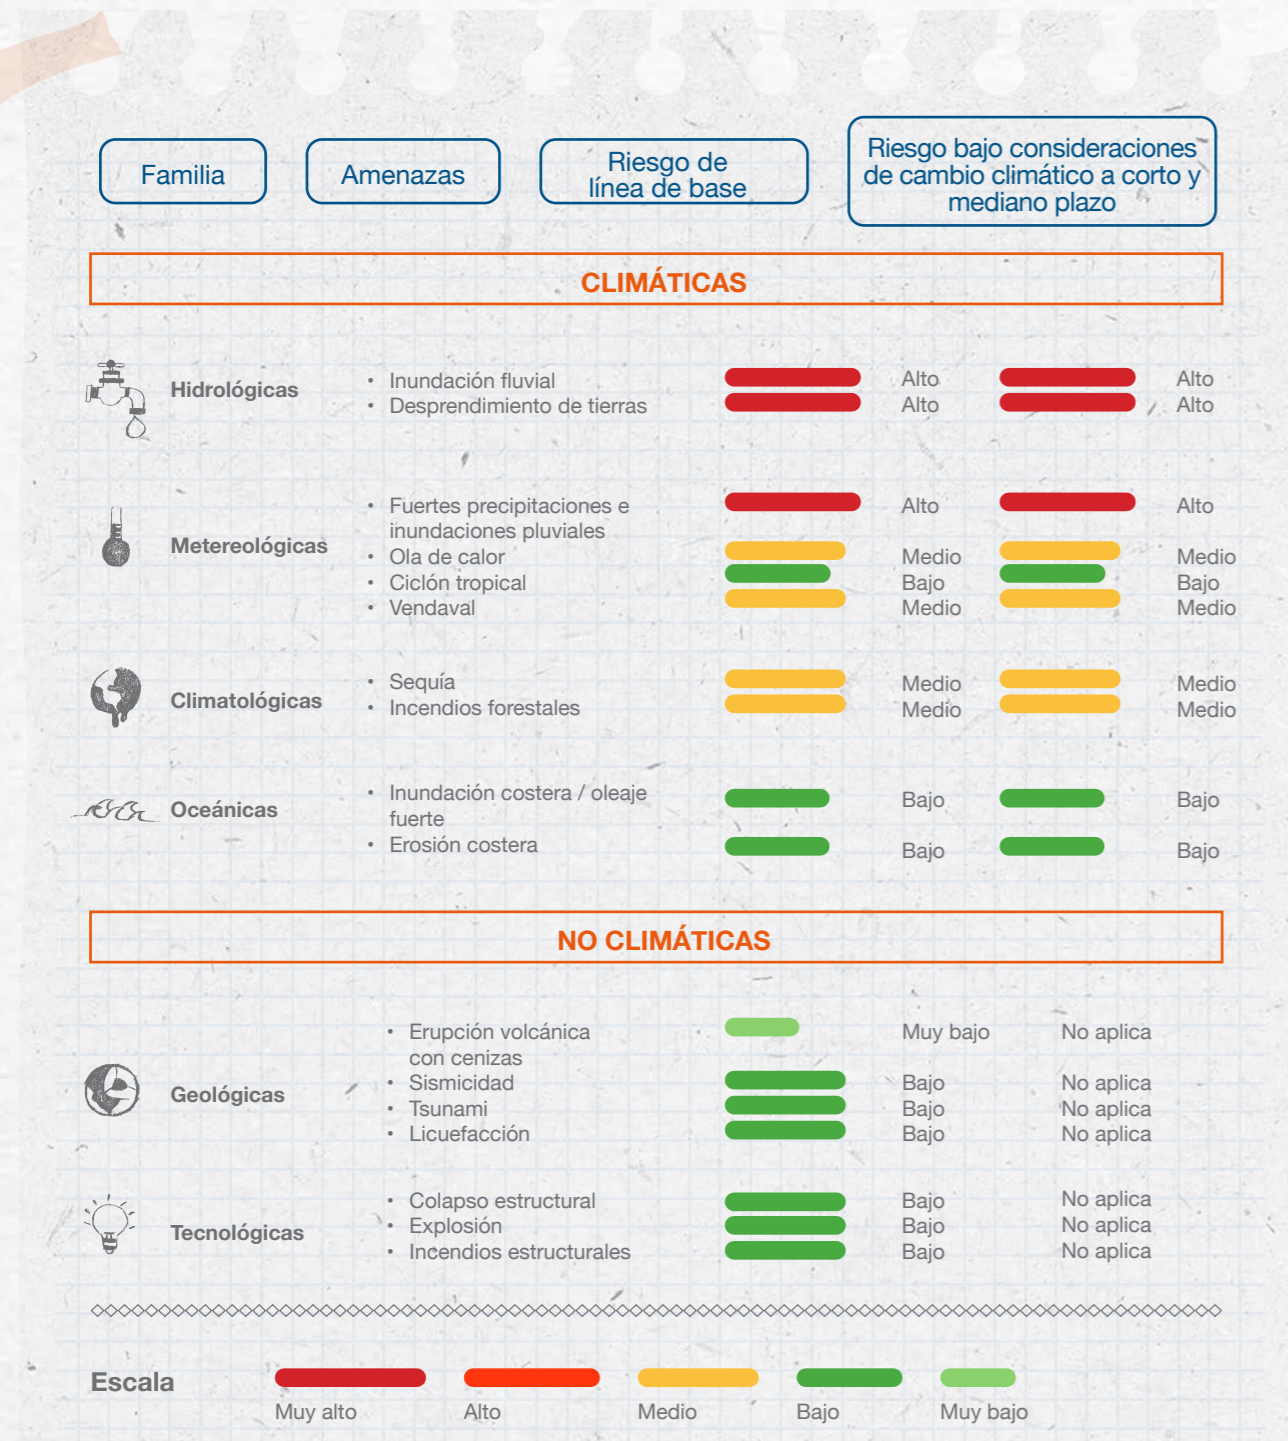 Familia
Amenazas
Riesgo de
línea de base
Riesgo bajo consideraciones
de cambio climático a corto y
mediano plazo
CLIMÁTICAS
Hidrológicas
• Inundación fluvial Alto Alto
• Desprendimiento de tierras Alto Alto
Metereológicas
• Fuertes precipitaciones e Alto Alto
inundaciones pluviales
• Ola de calor Medio Medio
• Ciclón tropical Bajo Bajo
• Vendaval Medio Medio
Climatológicas
• Sequía Medio Medio
• Incendios forestales Medio Medio
Oceánicas
• Inundación costera / oleaje Bajo Bajo
fuerte
• Erosión costera Bajo Bajo
NO CLIMÁTICAS
Geológicas
• Erupción volcánica Muy bajo No aplica
con cenizas
• Sismicidad Bajo No aplica
• Tsunami Bajo No aplica
• Licuefacción Bajo No aplica
Tecnológicas
• Colapso estructural Bajo No aplica
• Explosión Bajo No aplica
• Incendios estructurales Bajo No aplica
Escala
Muy alto Alto Medio Bajo Muy bajo